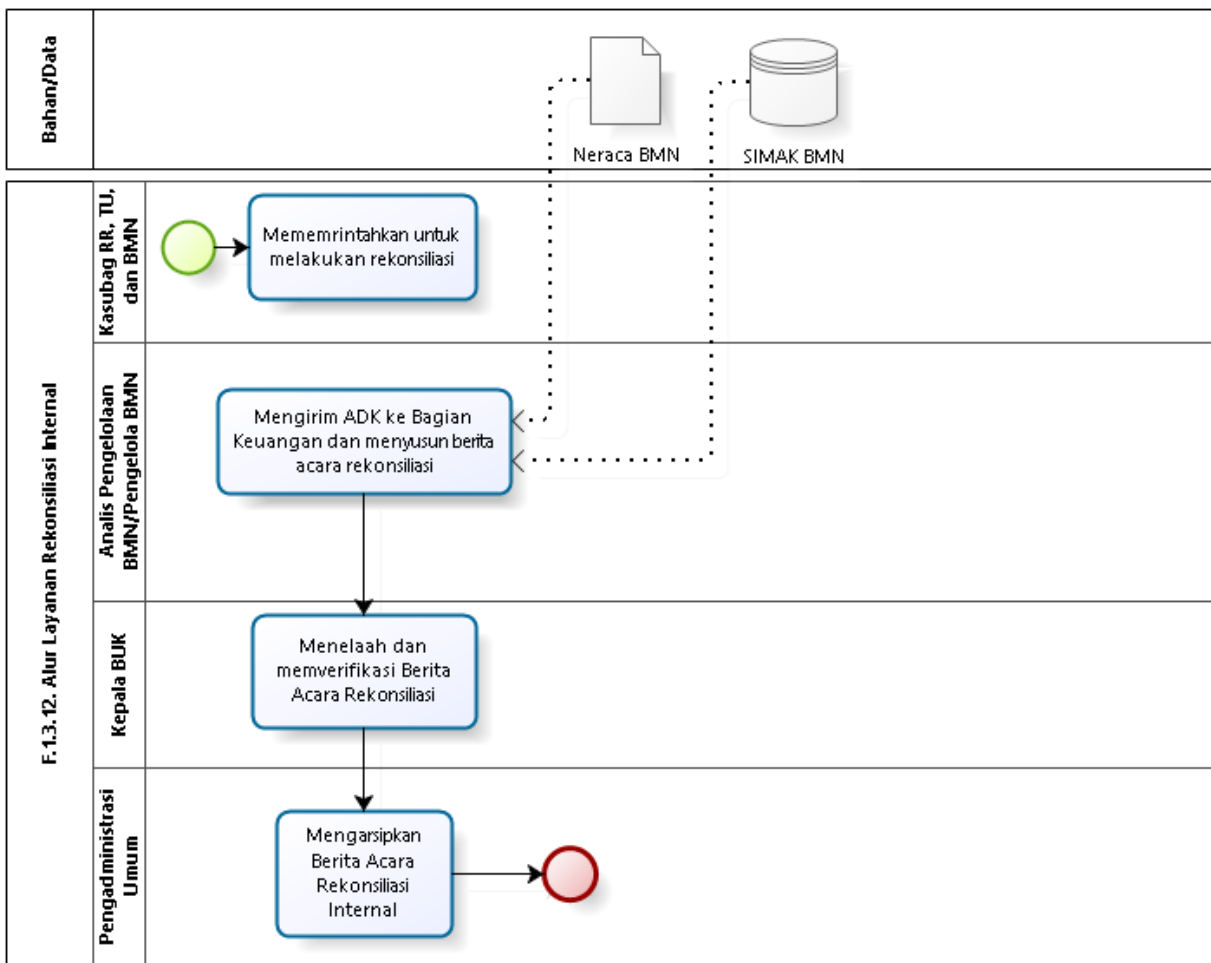 Bahan/Data
Neraca BMN
SIMAK BMN
F.1.3.12. Alur Layanan Rekonsiliasi Internal
Kasubag RR, TU,
dan BMN
Mememrintahkan untuk
melakukan rekonsiliasi
Analis Pengelolaan
BMN/Pengelola BMN
Mengirim ADK ke Bagian
Keuangan dan menyusun berita
acara rekonsiliasi
Kepala BUK
Menelaah dan
memverifikasi Berita
Acara Rekonsiliasi
Pengadministrasi
Umum
Mengarsipkan
Berita Acara
Rekonsiliasi
Internal